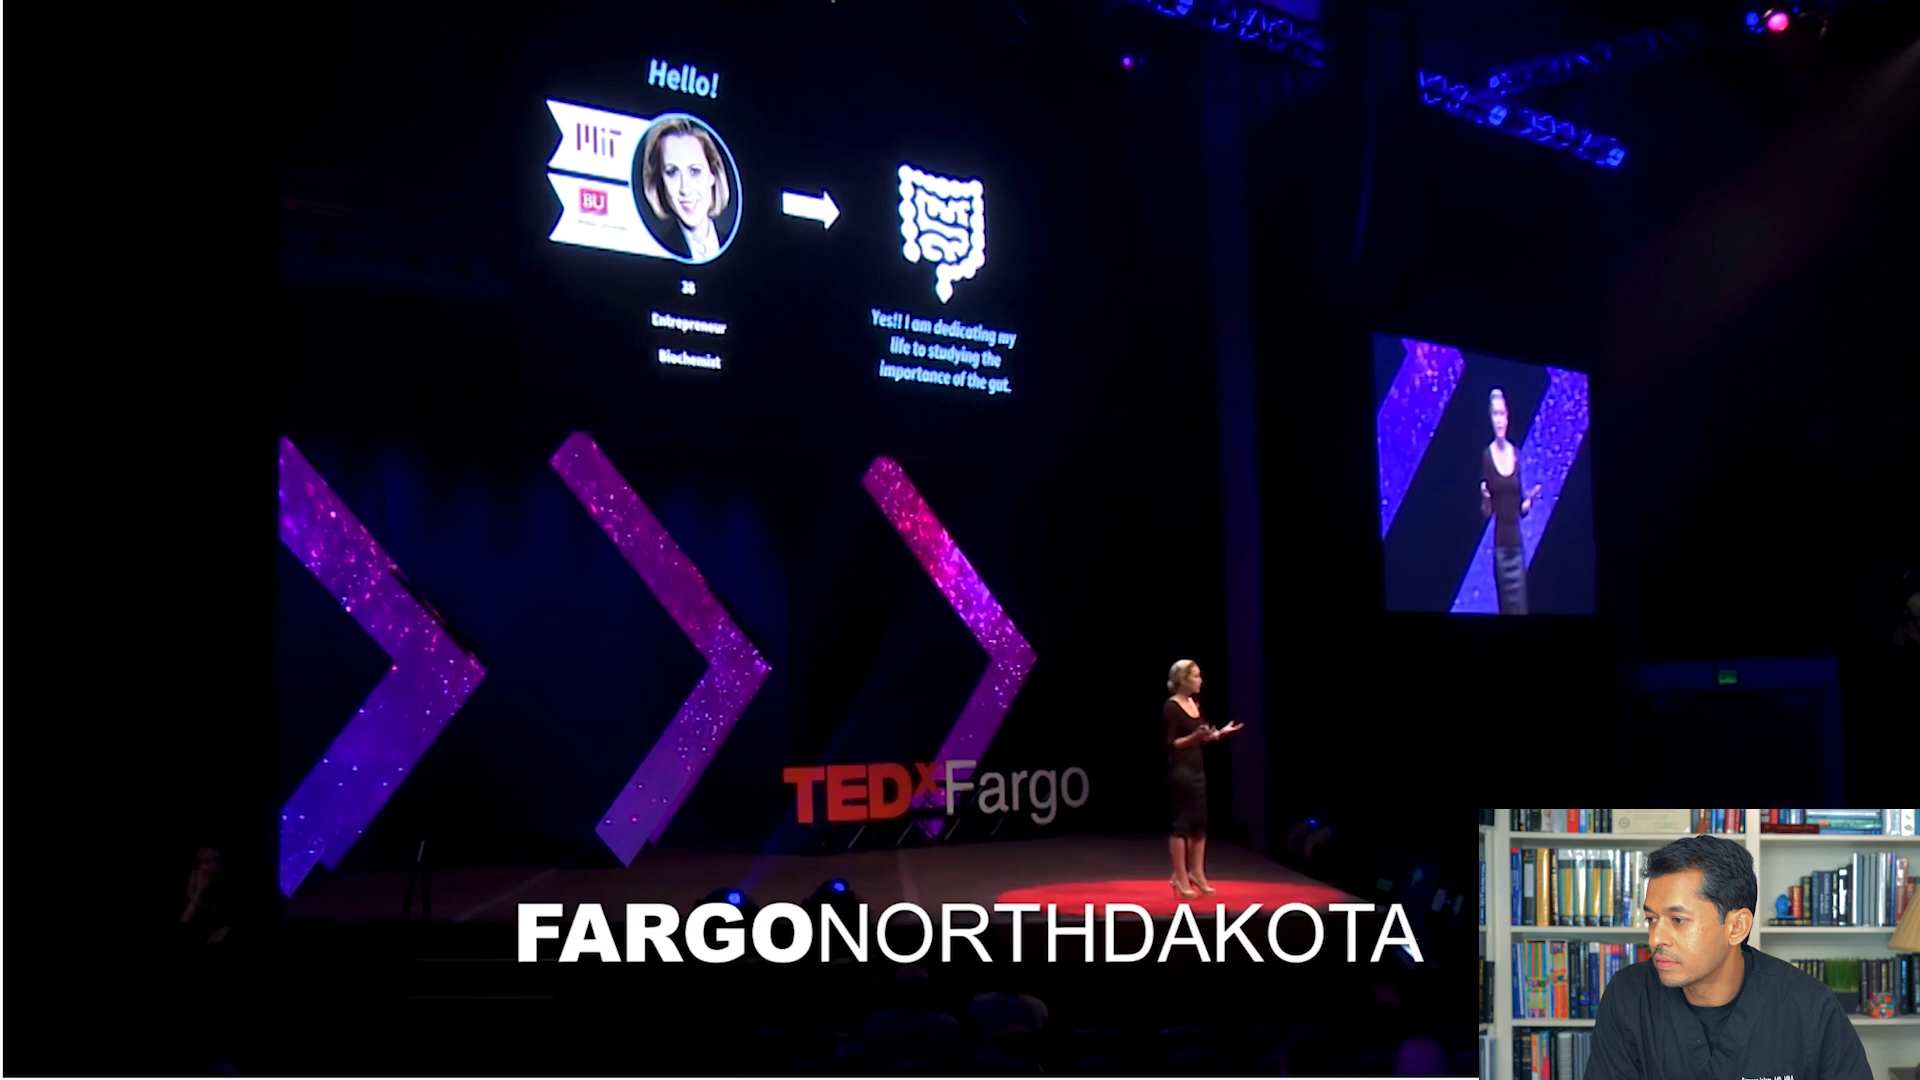 Hello!
MIT
BU
38
Entrepreneur
Biochemist
Yes!! I am dedicating my
life to studying the
importance of the gut.
TEDxFargo
FARGONORTHDAKOTA